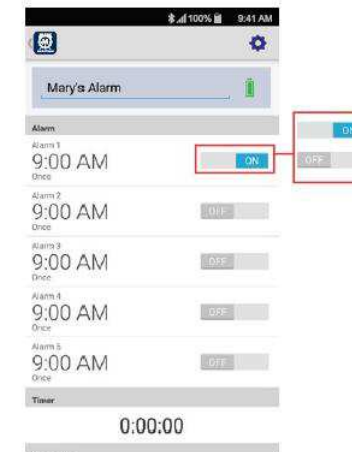 100% 9:41 AM
Mary's Alarm
Alarm
Alarm 1
9:00 AM
Once
ON
ON
OFF
Alarm 2
9:00 AM
Once
OFF
Alarm 3
9:00 AM
Once
OFF
Alarm 4
9:00 AM
Once
OFF
Alarm 5
9:00 AM
Once
OFF
Timer
0:00:00